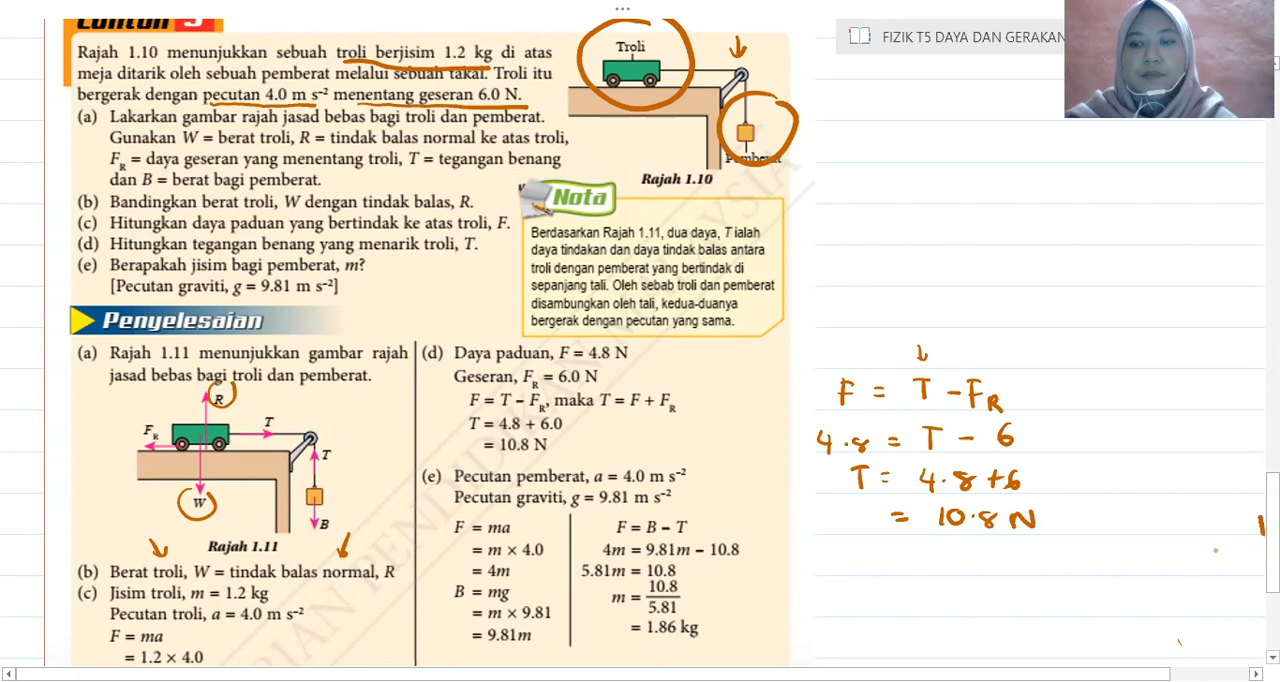 Contoh 3
Rajah 1.10 menunjukkan sebuah troli berjisim 1.2 kg di atas
meja ditarik oleh sebuah pemberat melalui sebuah takal. Troli itu
bergerak dengan pecutan 4.0 m s⁻² menentang geseran 6.0 N.
(a) Lakarkan gambar rajah jasad bebas bagi troli dan pemberat.
Gunakan W = berat troli, R = tindak balas normal ke atas troli,
F_R = daya geseran yang menentang troli, T = tegangan benang
dan B = berat bagi pemberat.
(b) Bandingkan berat troli, W dengan tindak balas, R.
(c) Hitungkan daya paduan yang bertindak ke atas troli, F.
(d) Hitungkan tegangan benang yang menarik troli, T.
(e) Berapakah jisim bagi pemberat, m?
[Pecutan graviti, g = 9.81 m s⁻²]
Troli
Pemberat
Rajah 1.10
Nota
Berdasarkan Rajah 1.11, dua daya, T ialah
daya tindakan dan daya tindak balas antara
troli dengan pemberat yang bertindak di
sepanjang tali. Oleh sebab troli dan pemberat
disambungkan oleh tali, kedua-duanya
bergerak dengan pecutan yang sama.
Penyelesaian
(a) Rajah 1.11 menunjukkan gambar rajah
jasad bebas bagi troli dan pemberat.
R
F_R
T
T
W
B
Rajah 1.11
(b) Berat troli, W = tindak balas normal, R
(c) Jisim troli, m = 1.2 kg
Pecutan troli, a = 4.0 m s⁻²
F = ma
= 1.2 × 4.0
(d) Daya paduan, F = 4.8 N
Geseran, F_R = 6.0 N
F = T – F_R, maka T = F + F_R
T = 4.8 + 6.0
= 10.8 N
(e) Pecutan pemberat, a = 4.0 m s⁻²
Pecutan graviti, g = 9.81 m s⁻²
F = ma
= m × 4.0
= 4m
B = mg
= m × 9.81
= 9.81m
F = B – T
4m = 9.81m – 10.8
5.81m = 10.8
m = 10.8/5.81
= 1.86 kg
FIZIK T5 DAYA DAN GERAKAN
F = T – F_R
4.8 = T – 6
T = 4.8 + 6
= 10.8 N